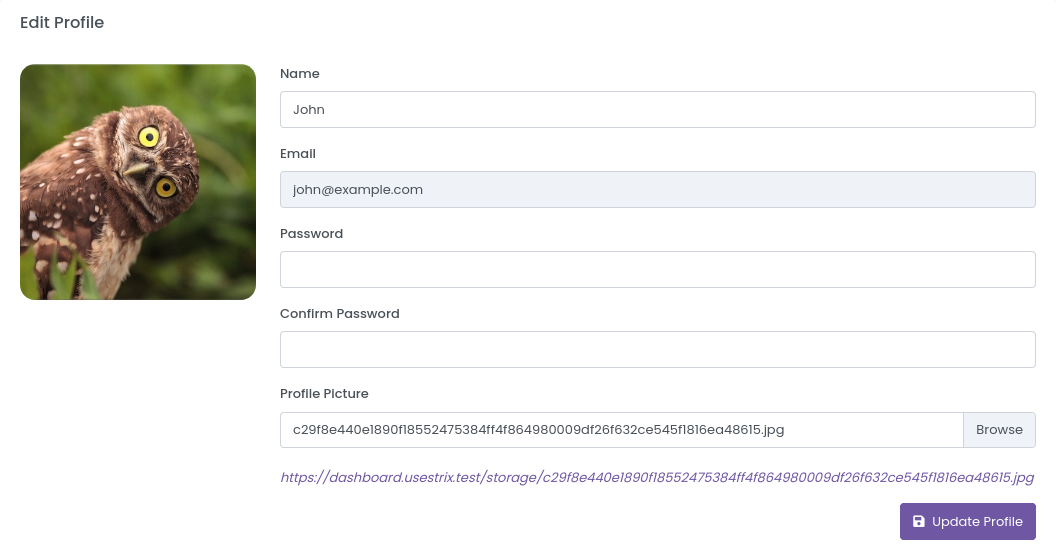 Edit Profile
Name
John
Email
john@example.com
Password
Confirm Password
Profile Picture
c29f8e440e1890f18552475384ff4f864980009df26f632ce545f1816ea48615.jpg
Browse
https://dashboard.usestrix.test/storage/c29f8e440e1890f18552475384ff4f864980009df26f632ce545f1816ea48615.jpg
Update Profile